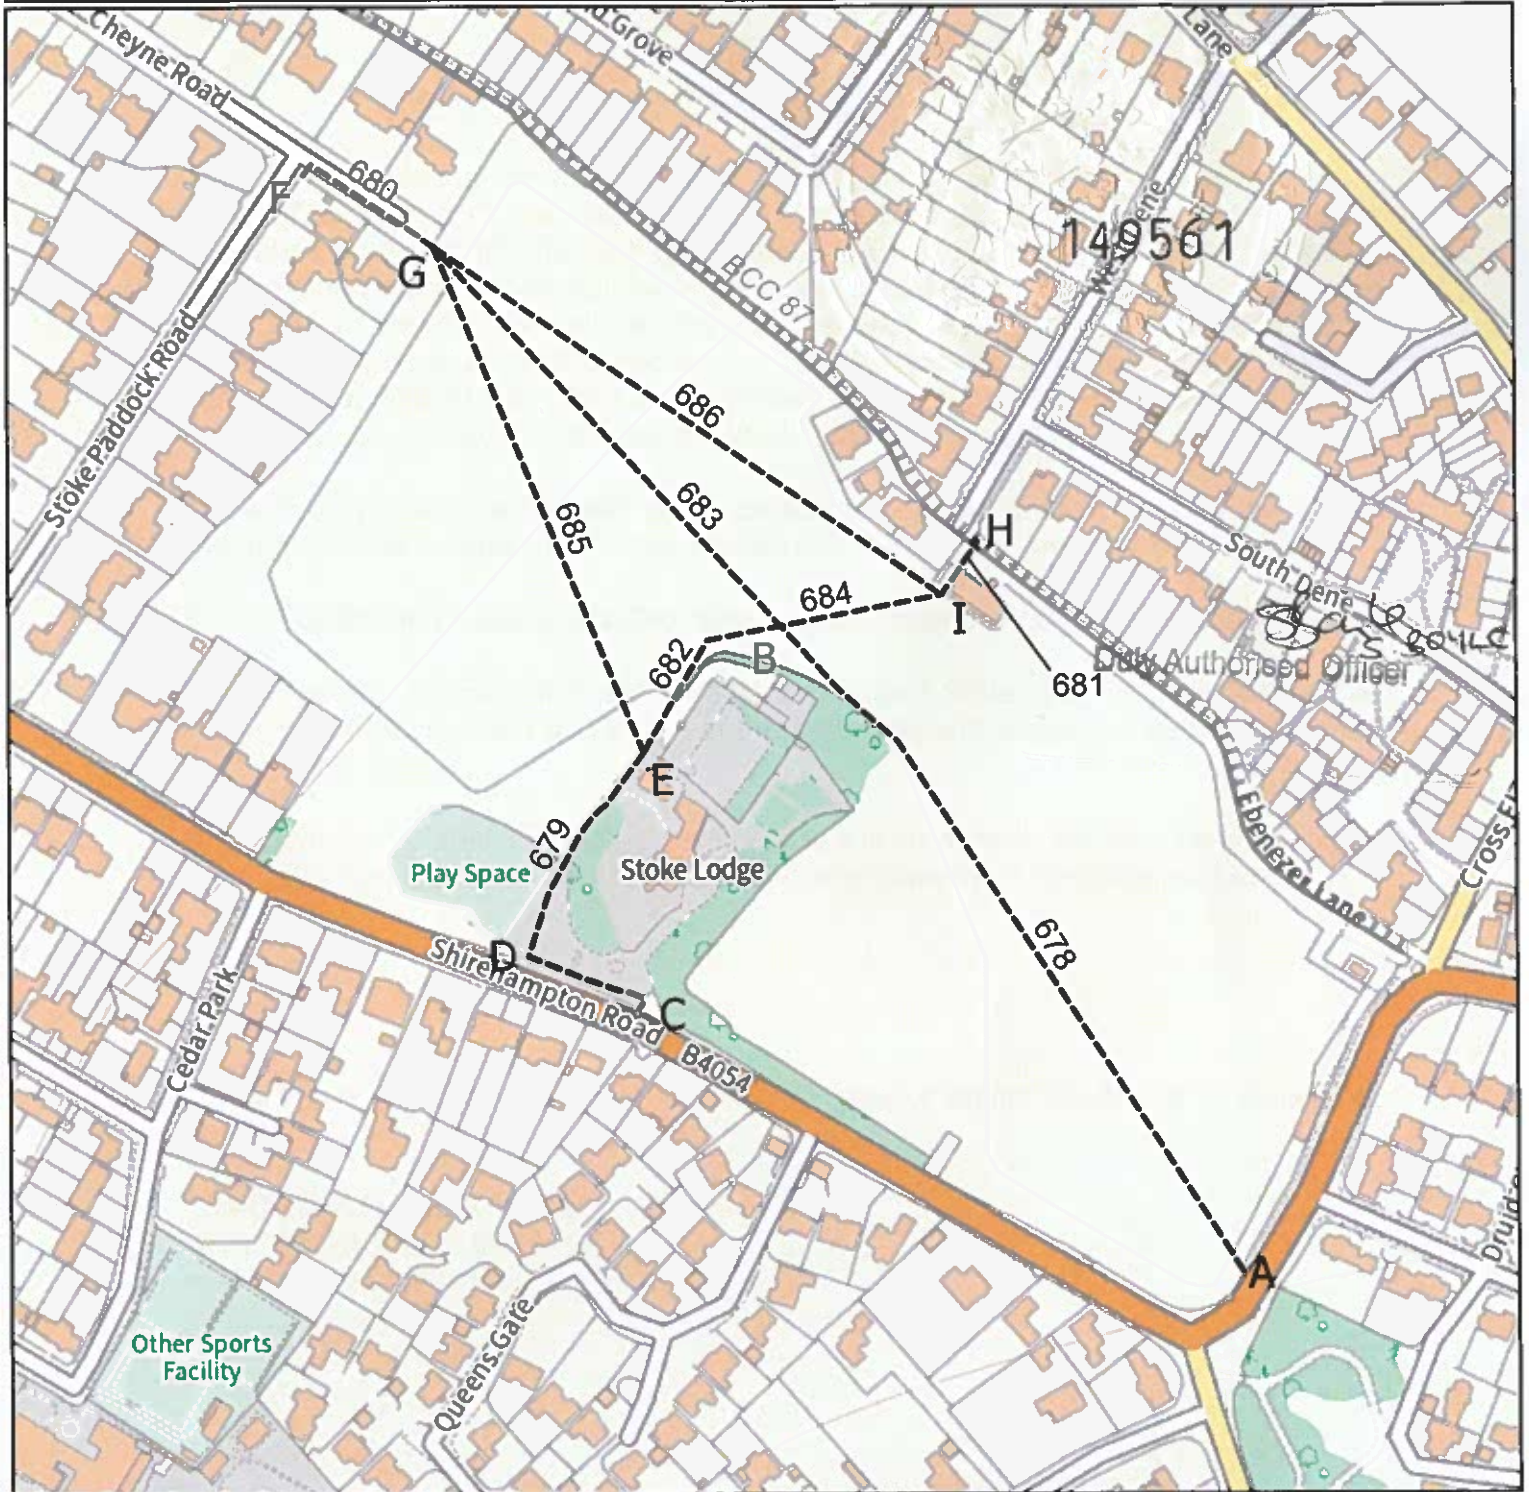 Cheyne Road
Grove
Lane
680
F
G
BCC 87
West Dene
149561
Stoke Paddock Road
686
683
685
H
South Dene
684
I
682
B
681
Duly Authorised Officer
E
679
Play Space
Stoke Lodge
Ebenezer Lane
678
D
Shirehampton Road
C
B4054
Cedar Park
A
Other Sports
Facility
Queens Gate